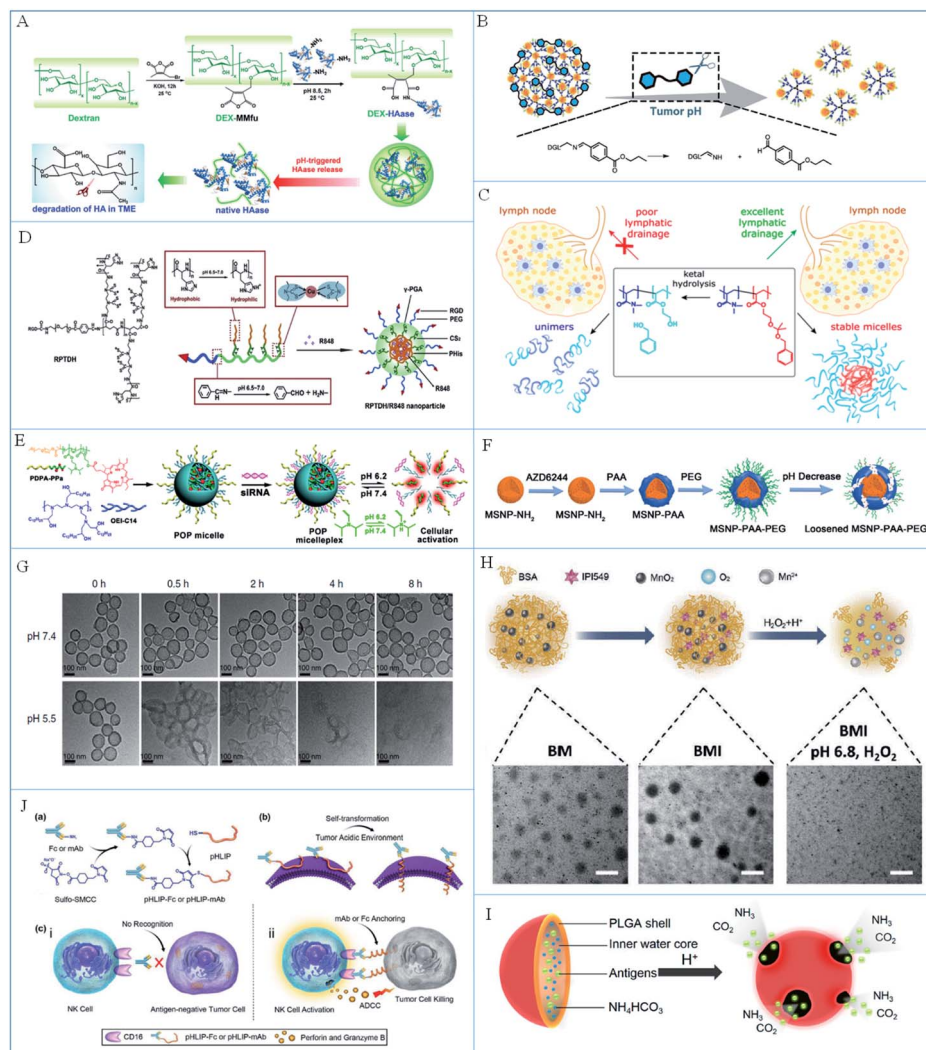 A
KOH, 12h
25 °C
Dextran
DEX-MMfu
NH₂
pH 8.5, 2h
25 °C
DEX-HAase
pH-triggered
HAase
release
native HAase
degradation of HA in TME
B
Tumor pH
DGL
DGL
NH
+
C
lymph node
poor
lymphatic
drainage
excellent
lymphatic
drainage
lymph node
ketal
hydrolysis
unimers
stable micelles
D
pH 6.5~7.0
Hydrophobic
Hydrophilic
Cu
RPTDH
RGD
R848
pH 6.5~7.0
CHO + H₂N
γ-PGA
RGD
PEG
CS₂
PHis
R848
RPTDH/R848 nanoparticle
E
PDPA-PPa
OEI-C14
siRNA
pH 6.2
pH 7.4
pH 6.2
pH 7.4
POP micelle
POP
micelleplex
Cellular
activation
F
AZD6244
PAA
PEG
pH Decrease
MSNP-NH₂
MSNP-NH₂
MSNP-PAA
MSNP-PAA-PEG
Loosened MSNP-PAA-PEG
G
0 h
0.5 h
2 h
4 h
8 h
pH 7.4
100 nm
100 nm
100 nm
100 nm
100 nm
pH 5.5
100 nm
100 nm
100 nm
100 nm
100 nm
H
BSA
IPI549
MnO₂
O₂
Mn²⁺
H₂O₂+H⁺
BM
BMI
BMI
pH 6.8, H₂O₂
J
(a)
Fc or mAb
HS
pHLIP
Sulfo-SMCC
pHLIP-Fc or pHLIP-mAb
(b)
Self-transformation
Tumor Acidic Environment
(c)
i
No Recognition
NK Cell
Antigen-negative Tumor Cell
ii
mAb or Fc Anchoring
ADCC
NK Cell Activation
Tumor Cell Killing
CD16
pHLIP-Fc or pHLIP-mAb
Perforin and Granzyme B
I
PLGA shell
Inner water core
Antigens
NH₄HCO₃
H⁺
NH₃
CO₂
NH₃
CO₂
NH₃
CO₂
NH₃
CO₂